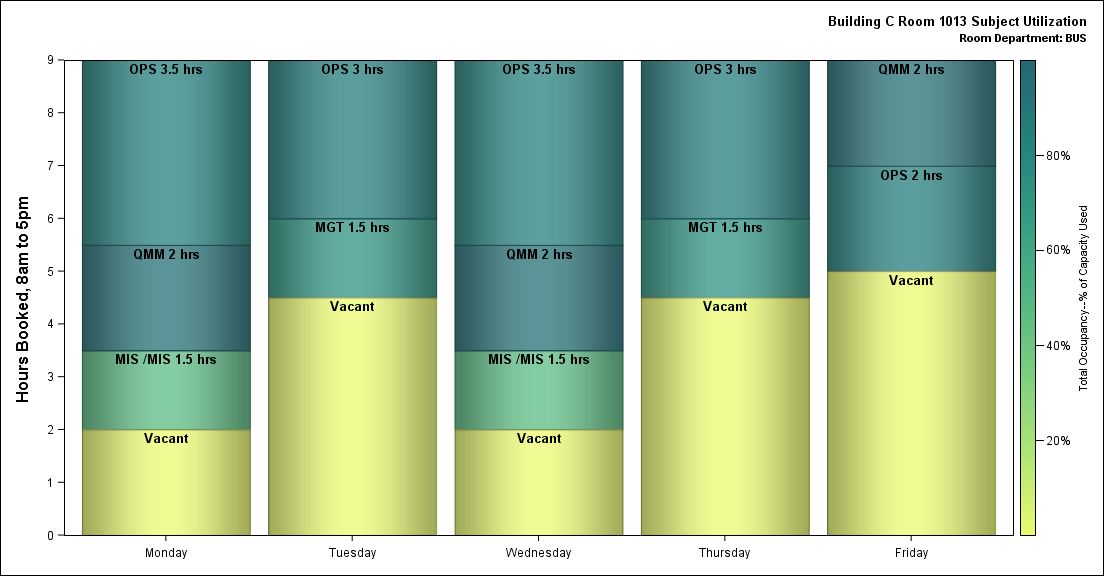 Building C Room 1013 Subject Utilization
Room Department: BUS
Hours Booked, 8am to 5pm
9
8
7
6
5
4
3
2
1
0
OPS 3.5 hrs
QMM 2 hrs
MIS /MIS 1.5 hrs
Vacant
OPS 3 hrs
MGT 1.5 hrs
Vacant
OPS 3.5 hrs
QMM 2 hrs
MIS /MIS 1.5 hrs
Vacant
OPS 3 hrs
MGT 1.5 hrs
Vacant
QMM 2 hrs
OPS 2 hrs
Vacant
Monday
Tuesday
Wednesday
Thursday
Friday
80%
60%
40%
20%
Total Occupancy--% of Capacity Used